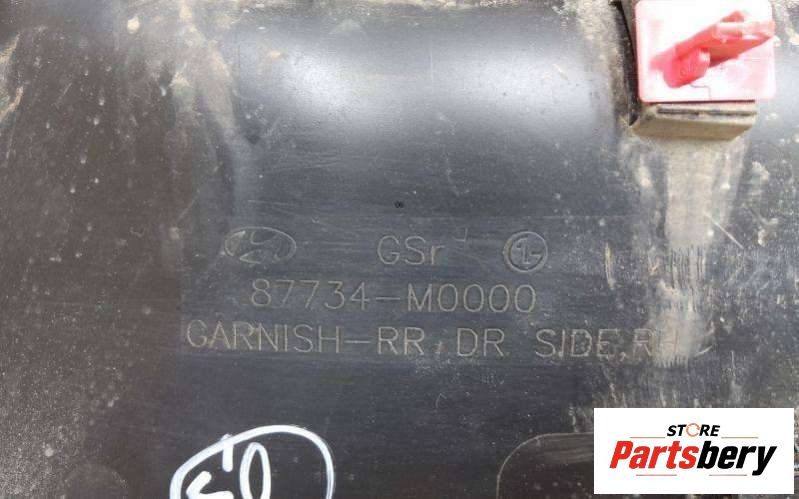 GSr
87734-M0000
GARNISH-RR DR SIDE,RH
STORE
Partsbery